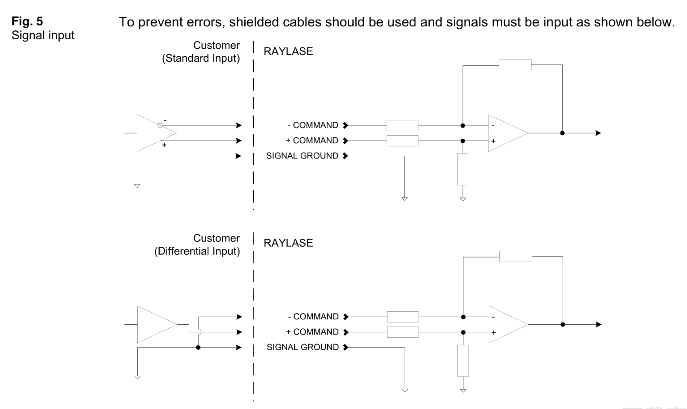 Fig. 5
Signal input
To prevent errors, shielded cables should be used and signals must be input as shown below.
Customer
(Standard Input)
RAYLASE
-
+
- COMMAND
+ COMMAND
SIGNAL GROUND
-
+
Customer
(Differential Input)
RAYLASE
- COMMAND
+ COMMAND
SIGNAL GROUND
-
+